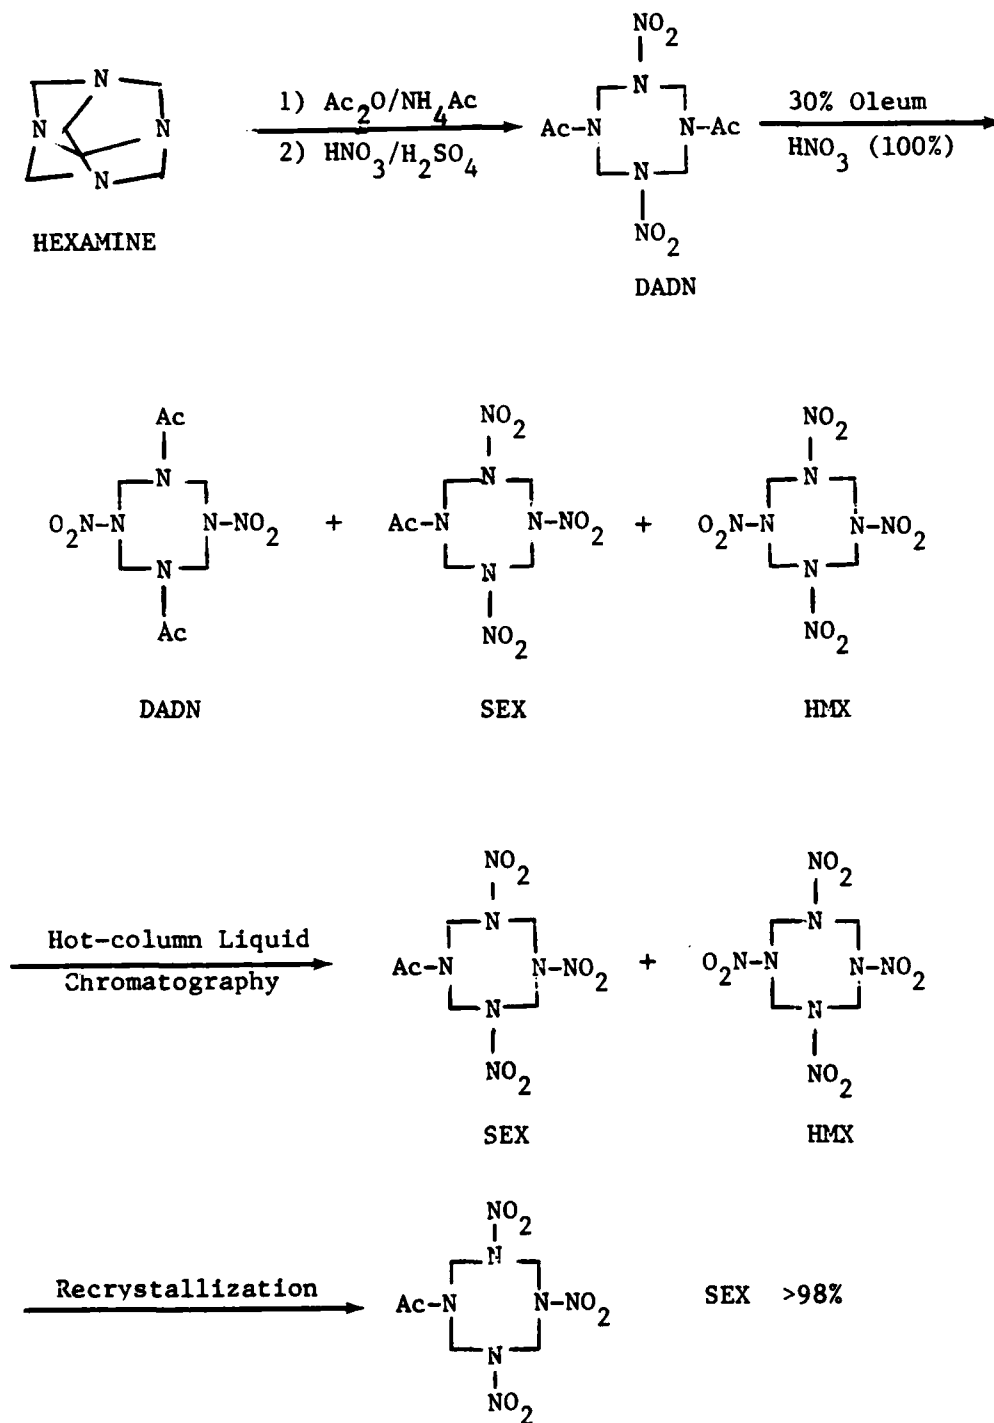 NO2
N
N
N
N
HEXAMINE
1) Ac2O/NH4Ac
2) HNO3/H2SO4
N
Ac-N
N-Ac
N
NO2
DADN
30% Oleum
HNO3 (100%)
Ac
N
O2N-N
N-NO2
N
Ac
DADN
+
NO2
N
Ac-N
N-NO2
N
NO2
SEX
+
NO2
N
O2N-N
N-NO2
N
NO2
HMX
Hot-column Liquid
Chromatography
NO2
N
Ac-N
N-NO2
N
NO2
SEX
+
NO2
N
O2N-N
N-NO2
N
NO2
HMX
Recrystallization
NO2
N
Ac-N
N-NO2
N
NO2
SEX >98%